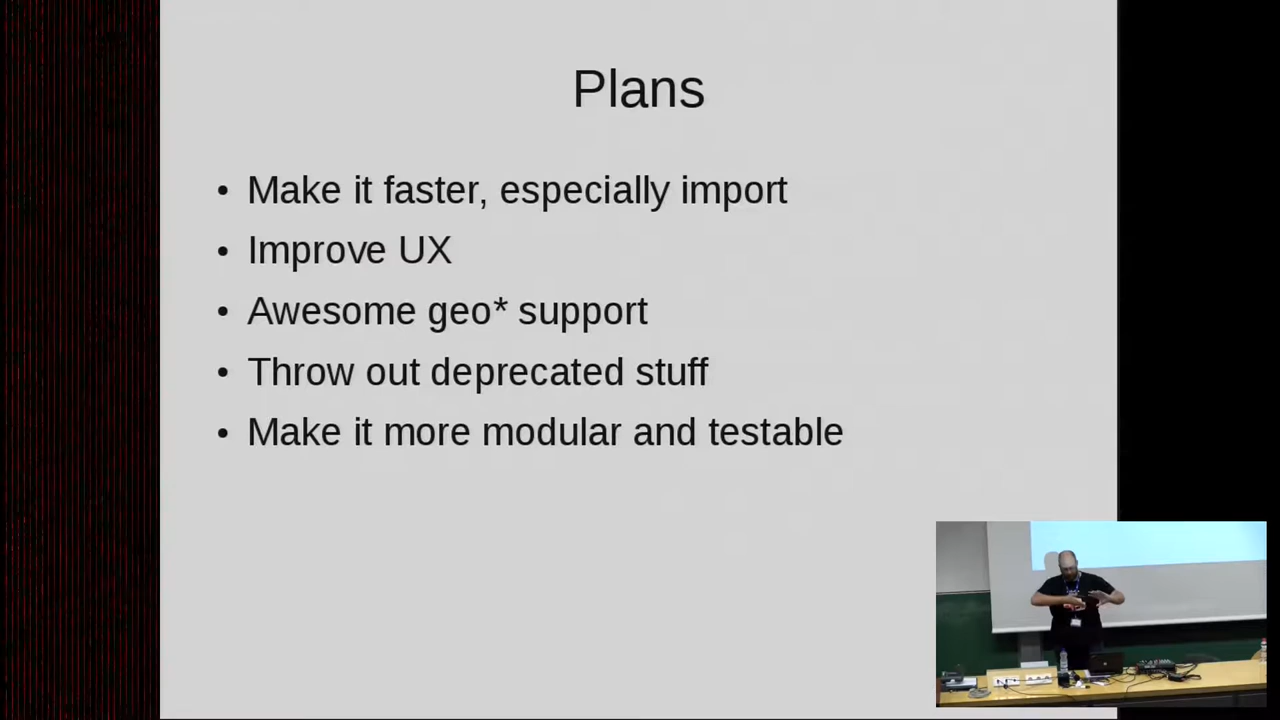 Plans
• Make it faster, especially import
• Improve UX
• Awesome geo* support
• Throw out deprecated stuff
• Make it more modular and testable